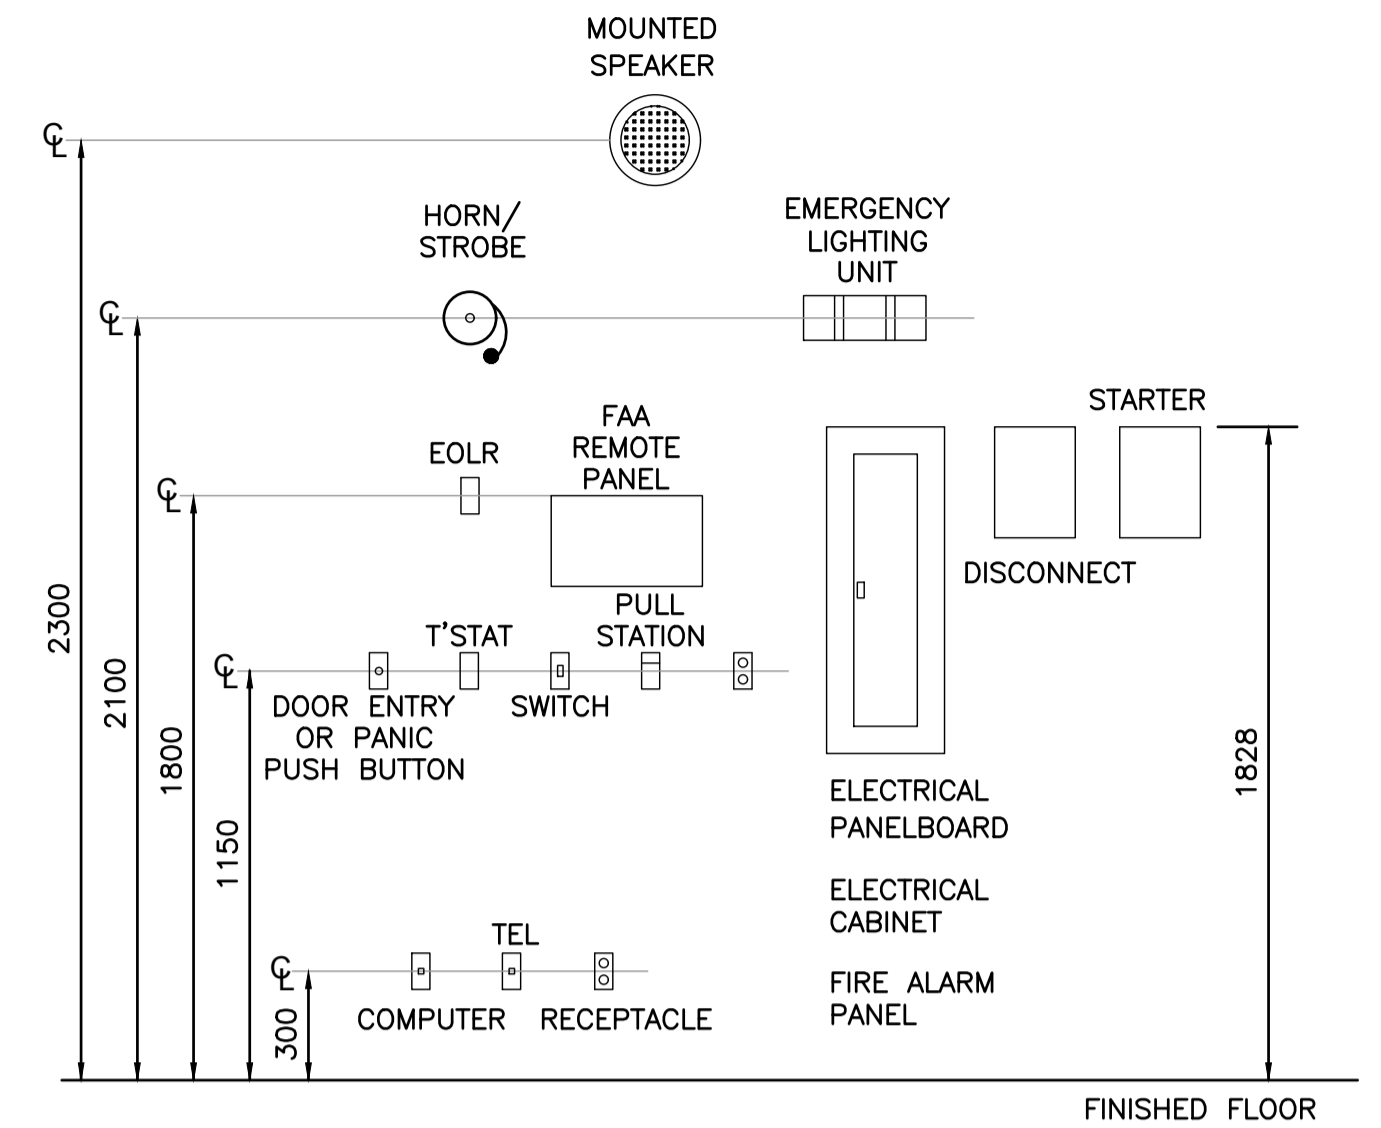 MOUNTED
SPEAKER
℄
HORN/
STROBE
EMERGENCY
LIGHTING
UNIT
℄
STARTER
FAA
REMOTE
PANEL
EOLR
℄
DISCONNECT
PULL
STATION
T'STAT
℄
DOOR ENTRY
OR PANIC
PUSH BUTTON
SWITCH
2300
2100
1800
1150
1828
ELECTRICAL
PANELBOARD
ELECTRICAL
CABINET
FIRE ALARM
PANEL
TEL
℄
COMPUTER
RECEPTACLE
300
FINISHED FLOOR